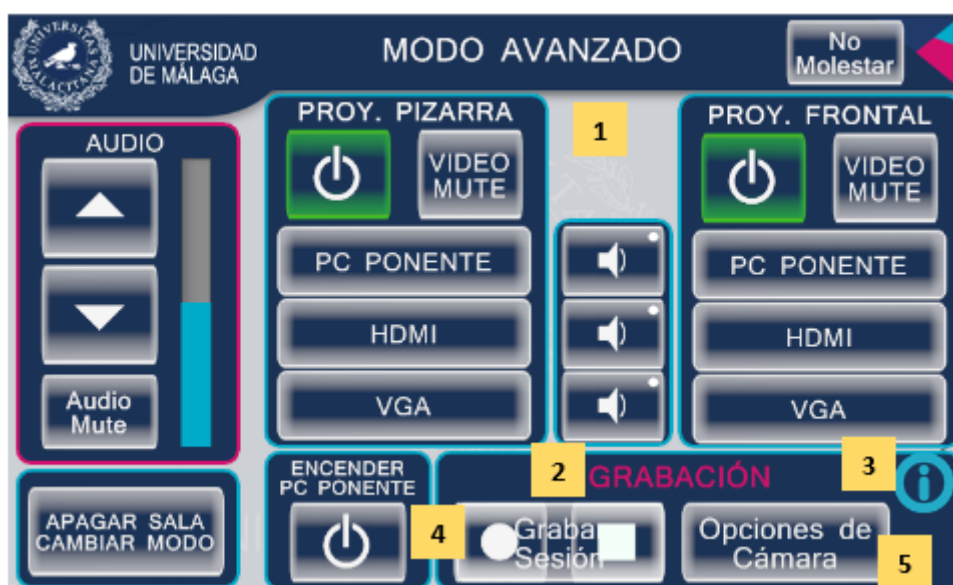 UNIVERSIDAD
DE MÁLAGA
MODO AVANZADO
No
Molestar
AUDIO
Audio
Mute
PROY. PIZARRA
VIDEO
MUTE
PC PONENTE
HDMI
VGA
1
PROY. FRONTAL
VIDEO
MUTE
PC PONENTE
HDMI
VGA
APAGAR SALA
CAMBIAR MODO
ENCENDER
PC PONENTE
2
GRABACIÓN
3
4
Grabar
Sesión
Opciones de
Cámara
5